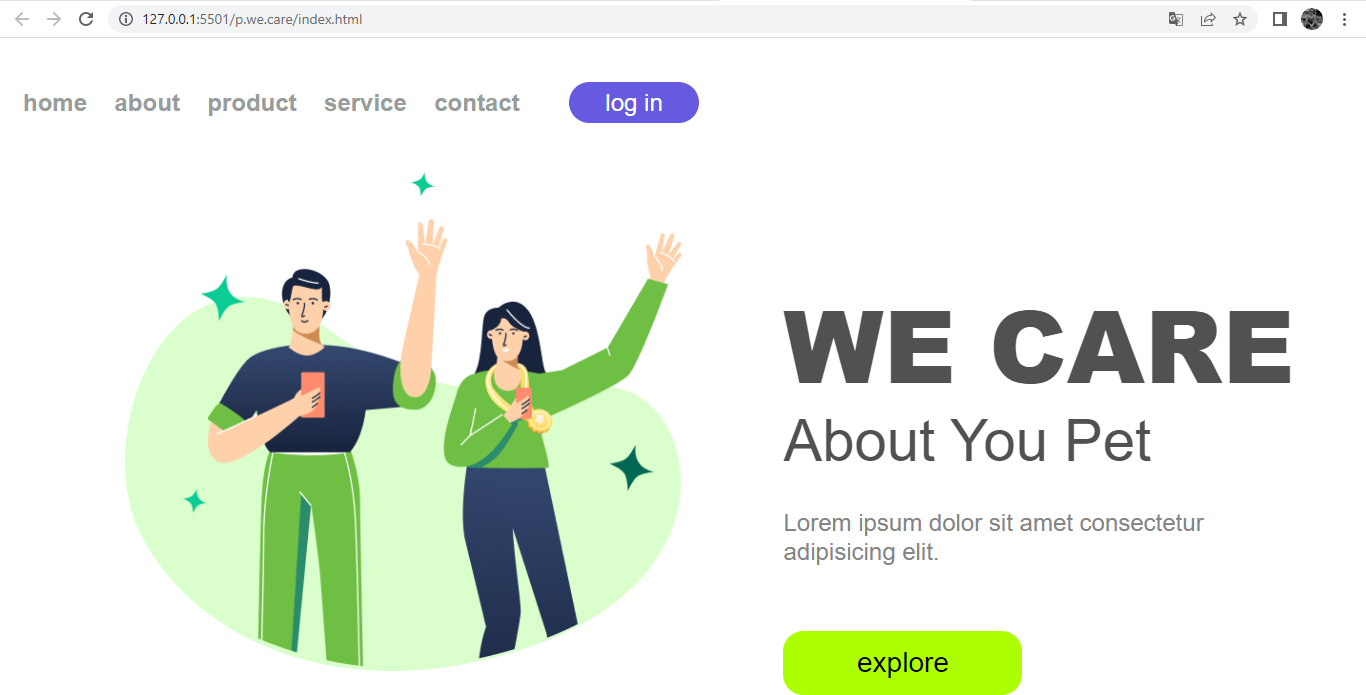 127.0.0.1:5501/p.we.care/index.html
home about product service contact log in
WE CARE
About You Pet
Lorem ipsum dolor sit amet consectetur
adipisicing elit.
explore